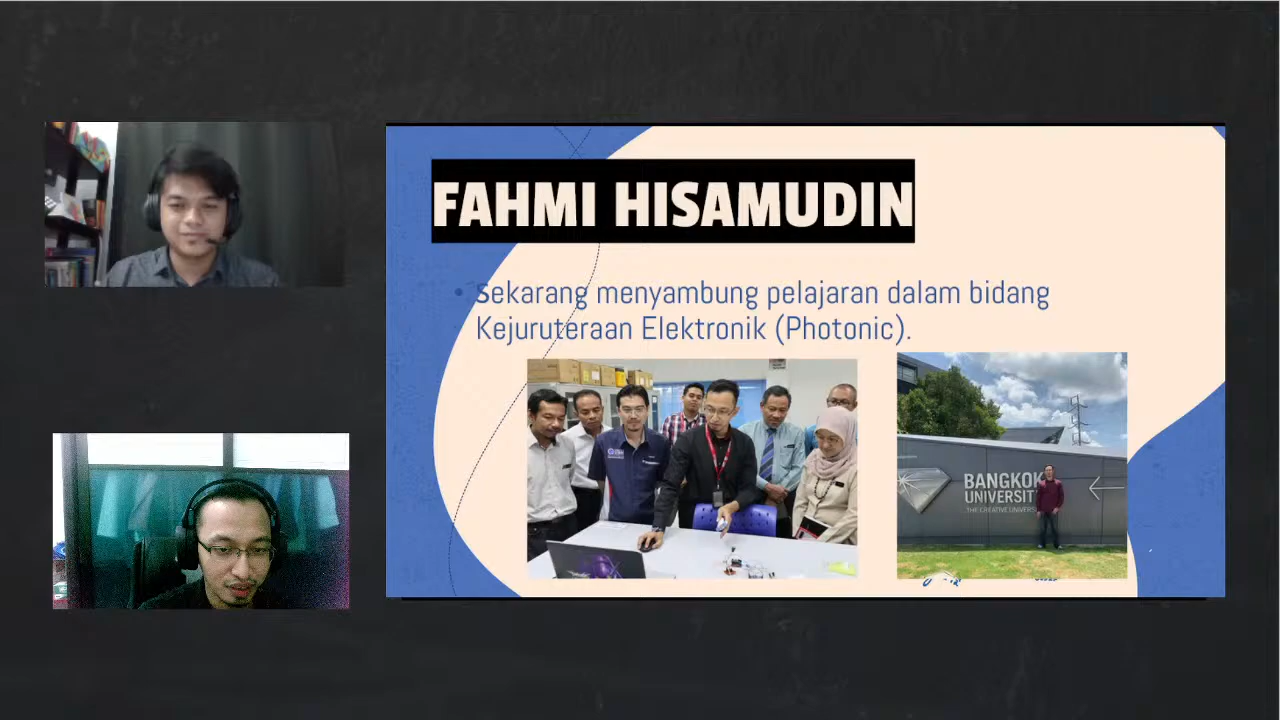 FAHMI HISAMUDIN
Sekarang menyambung pelajaran dalam bidang
Kejuruteraan Elektronik (Photonic).
BANGKOK
UNIVERSIT
THE CREATIVE UNIVERS